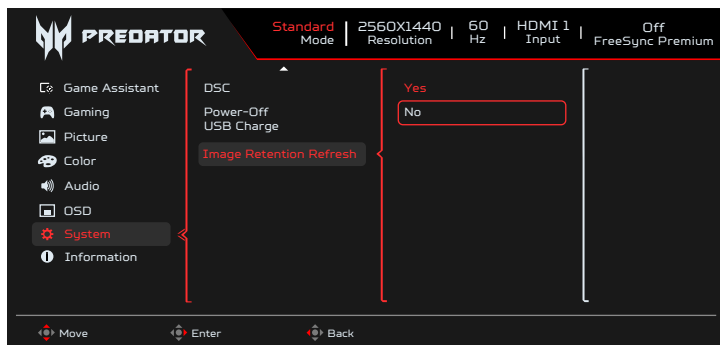 PREDATOR
Standard 2560X1440 60 HDMI 1 Off
Mode Resolution Hz Input FreeSync Premium
Game Assistant
Gaming
Picture
Color
Audio
OSD
System
Information
DSC
Power-Off
USB Charge
Image Retention Refresh
Yes
No
Move Enter Back